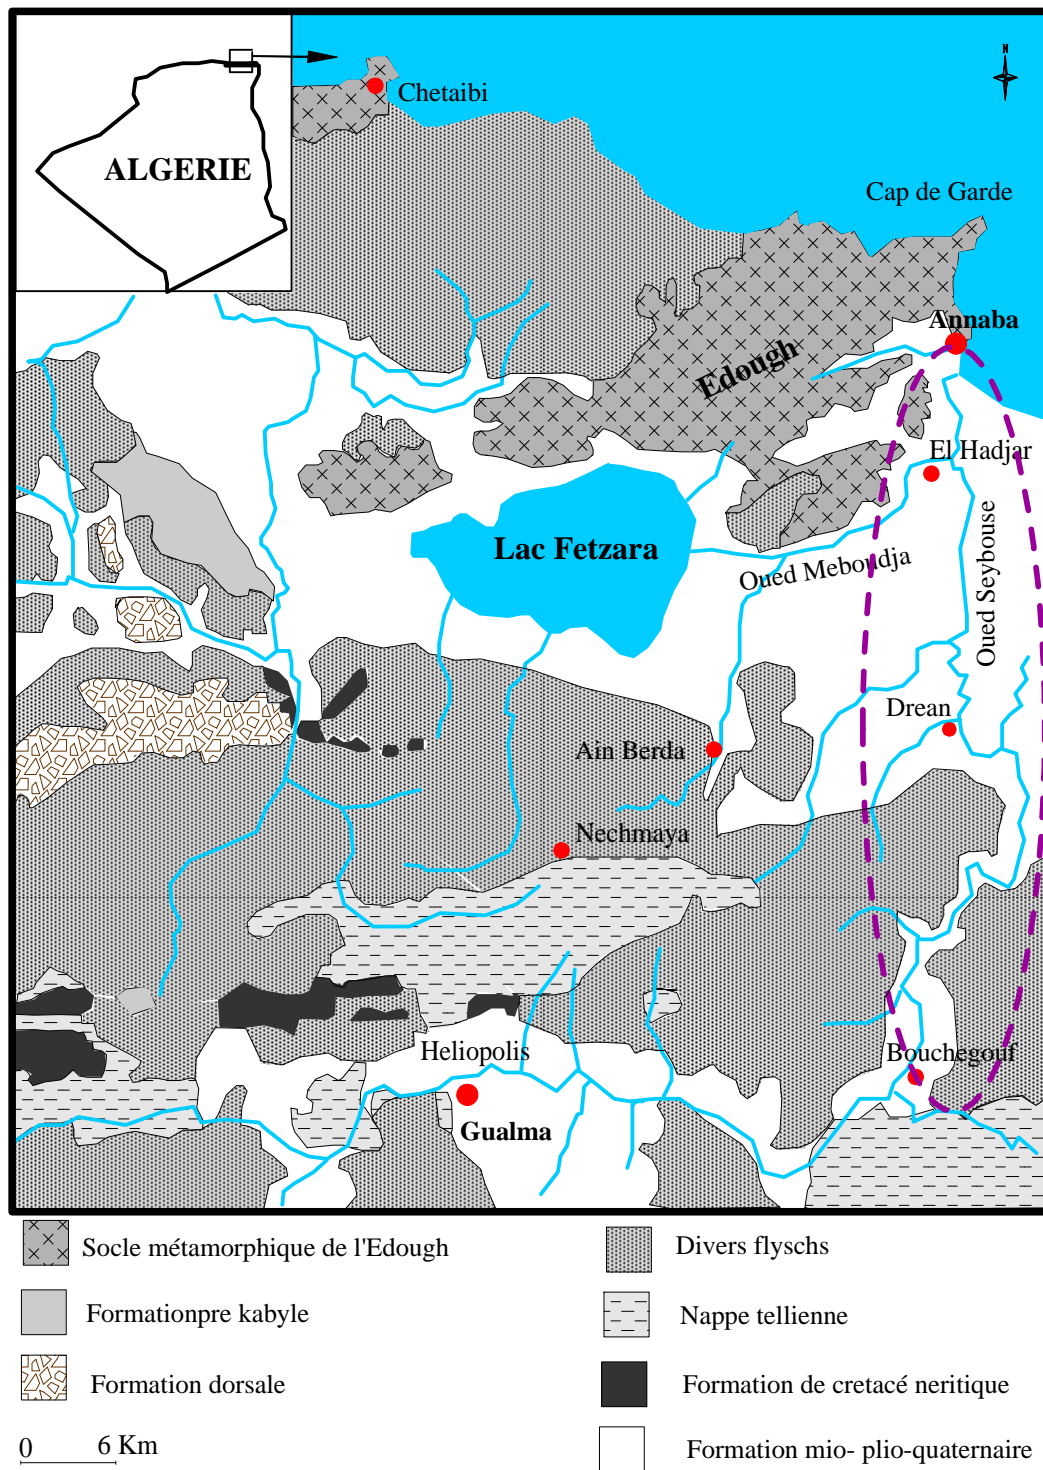 N
Chetaibi
ALGERIE
Cap de Garde
Annaba
Edough
El Hadjar
Lac Fetzara
Oued Meboudja
Oued Seybouse
Drean
Ain Berda
Nechmaya
Bouchegouf
Heliopolis
Gualma
Socle métamorphique de l'Edough
Divers flyschs
Formationpre kabyle
Nappe tellienne
Formation dorsale
Formation de cretacé neritique
0 6 Km
Formation mio- plio-quaternaire